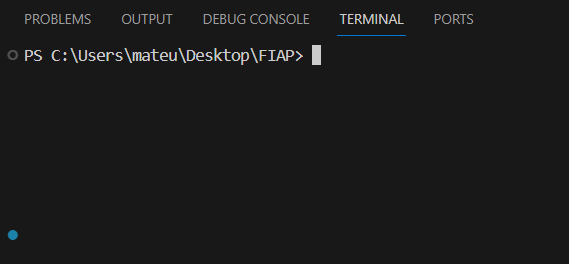 PROBLEMS OUTPUT DEBUG CONSOLE TERMINAL PORTS
PS C:\Users\mateu\Desktop\FIAP>